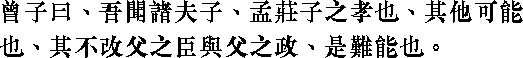 曾子曰、吾聞諸夫子、孟莊子之孝也、其他可能
也、其不改父之臣與父之政、是難能也。